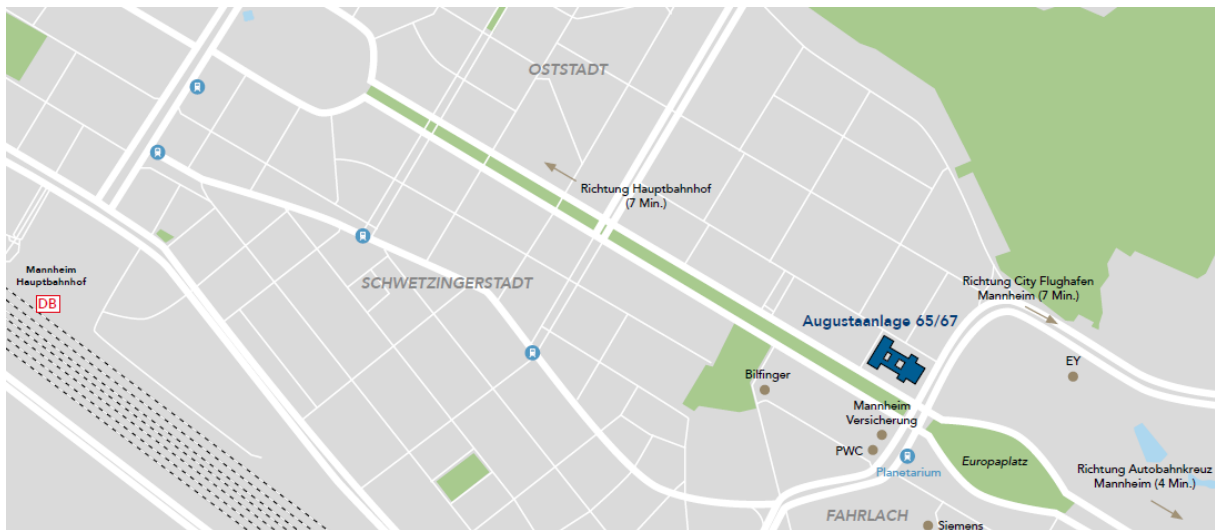 OSTSTADT
Richtung Hauptbahnhof
(7 Min.)
Mannheim
Hauptbahnhof
DB
SCHWETZINGERSTADT
Richtung City Flughafen
Mannheim (7 Min.)
Augustaanlage 65/67
EY
Bilfinger
Mannheim
Versicherung
PWC
Planetarium
Europaplatz
Richtung Autobahnkreuz
Mannheim (4 Min.)
FAHRLACH
Siemens